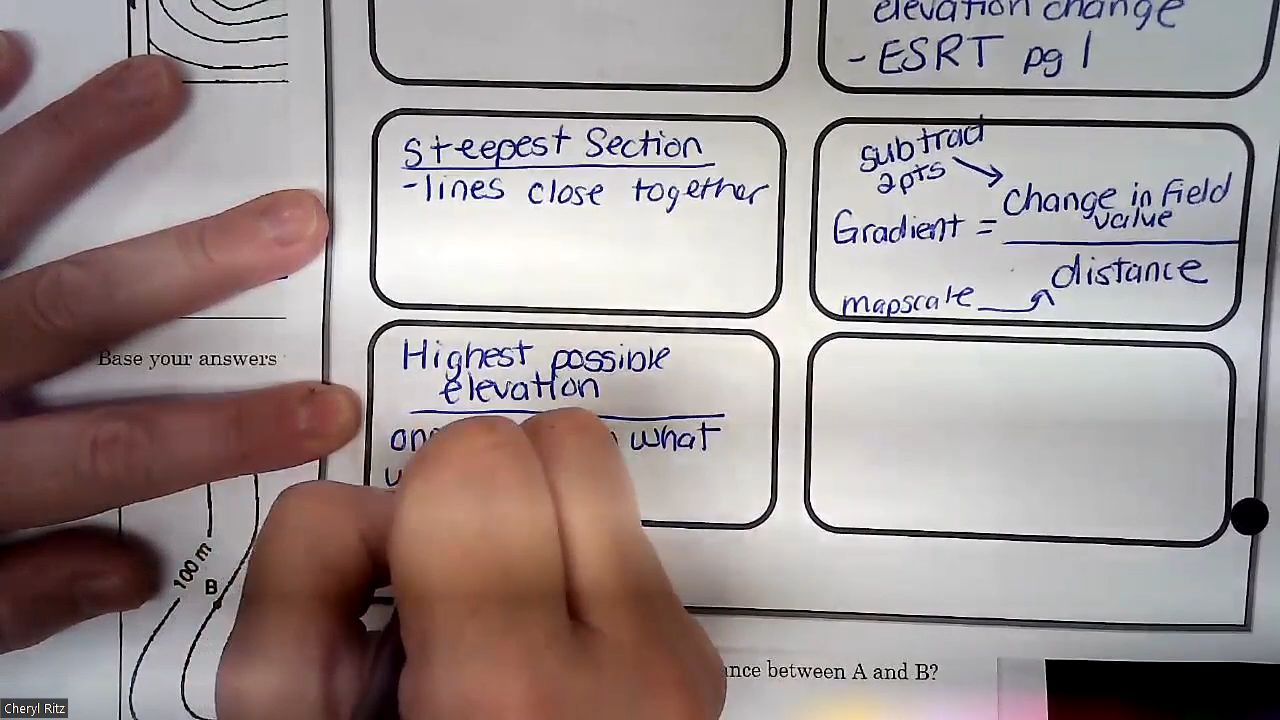 elevation change
- ESRT pg 1
Steepest Section
-lines close together
subtract
2pts
Gradient = change in field
value
distance
mapscale
Highest possible
elevation
what
Base your answers
100 m
B
between A and B?
Cheryl Ritz